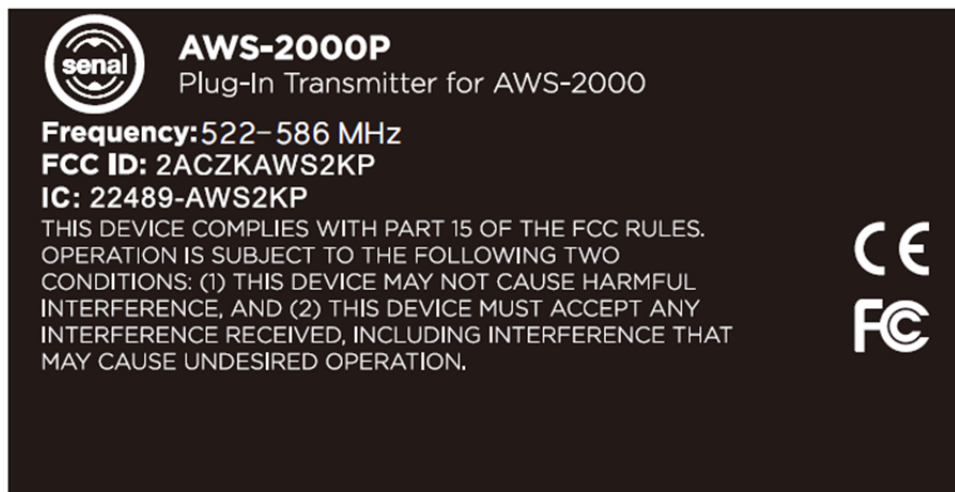 senal
AWS-2000P
Plug-In Transmitter for AWS-2000
Frequency:522-586 MHz
FCC ID: 2ACZKAWS2KP
IC: 22489-AWS2KP
THIS DEVICE COMPLIES WITH PART 15 OF THE FCC RULES.
OPERATION IS SUBJECT TO THE FOLLOWING TWO
CONDITIONS: (1) THIS DEVICE MAY NOT CAUSE HARMFUL
INTERFERENCE, AND (2) THIS DEVICE MUST ACCEPT ANY
INTERFERENCE RECEIVED, INCLUDING INTERFERENCE THAT
MAY CAUSE UNDESIRED OPERATION.
CE
FC